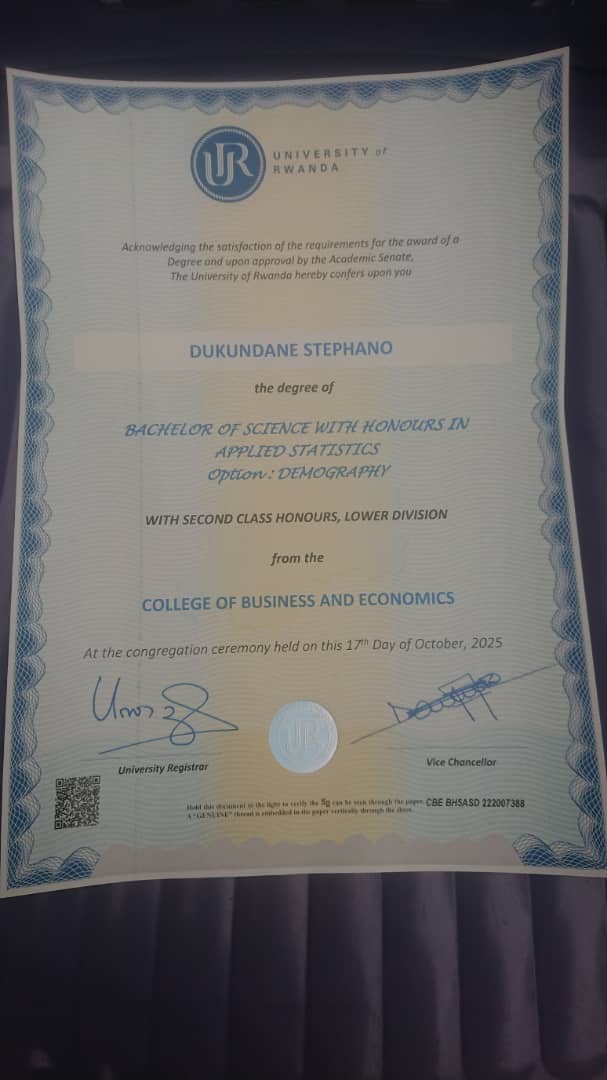 UR
UNIVERSITY of
RWANDA
Acknowledging the satisfaction of the requirements for the award of a
Degree and upon approval by the Academic Senate,
The University of Rwanda hereby confers upon you
DUKUNDANE STEPHANO
the degree of
BACHELOR OF SCIENCE WITH HONOURS IN
APPLIED STATISTICS
Option : DEMOGRAPHY
WITH SECOND CLASS HONOURS, LOWER DIVISION
from the
COLLEGE OF BUSINESS AND ECONOMICS
At the congregation ceremony held on this 17th Day of October, 2025
UR
University Registrar
Vice Chancellor
Hold this document to the light to verify the Sg can be seen through the paper. CBE BHSASD 222007388
A "GENUINE" thread is embedded in the paper vertically through the sheet.